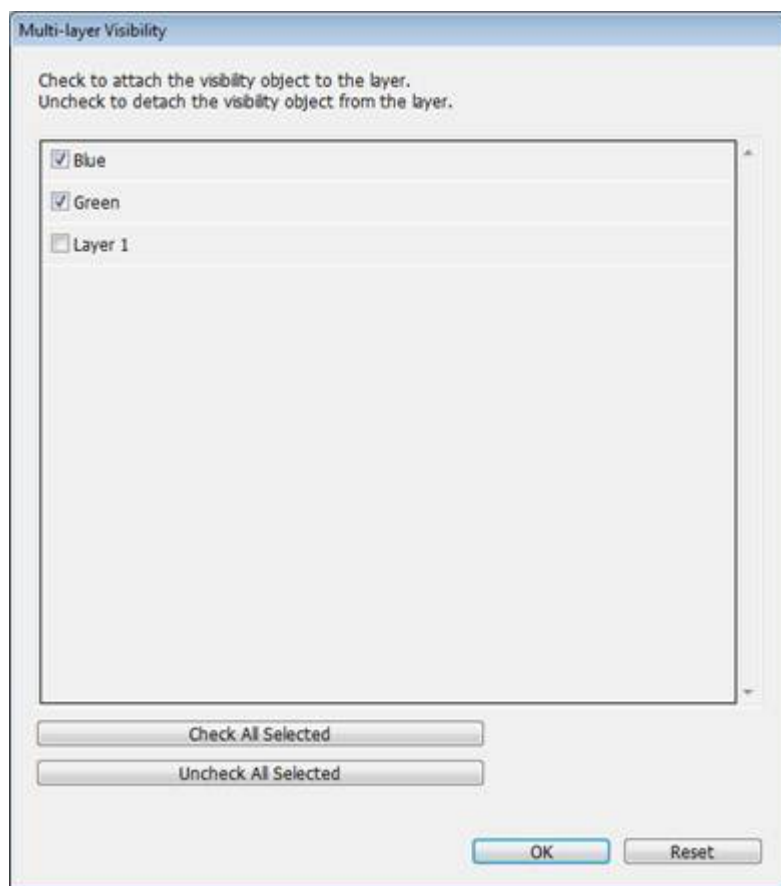 Multi-layer Visibility
Check to attach the visibility object to the layer.
Uncheck to detach the visibility object from the layer.
Blue
Green
Layer 1
Check All Selected
Uncheck All Selected
OK
Reset